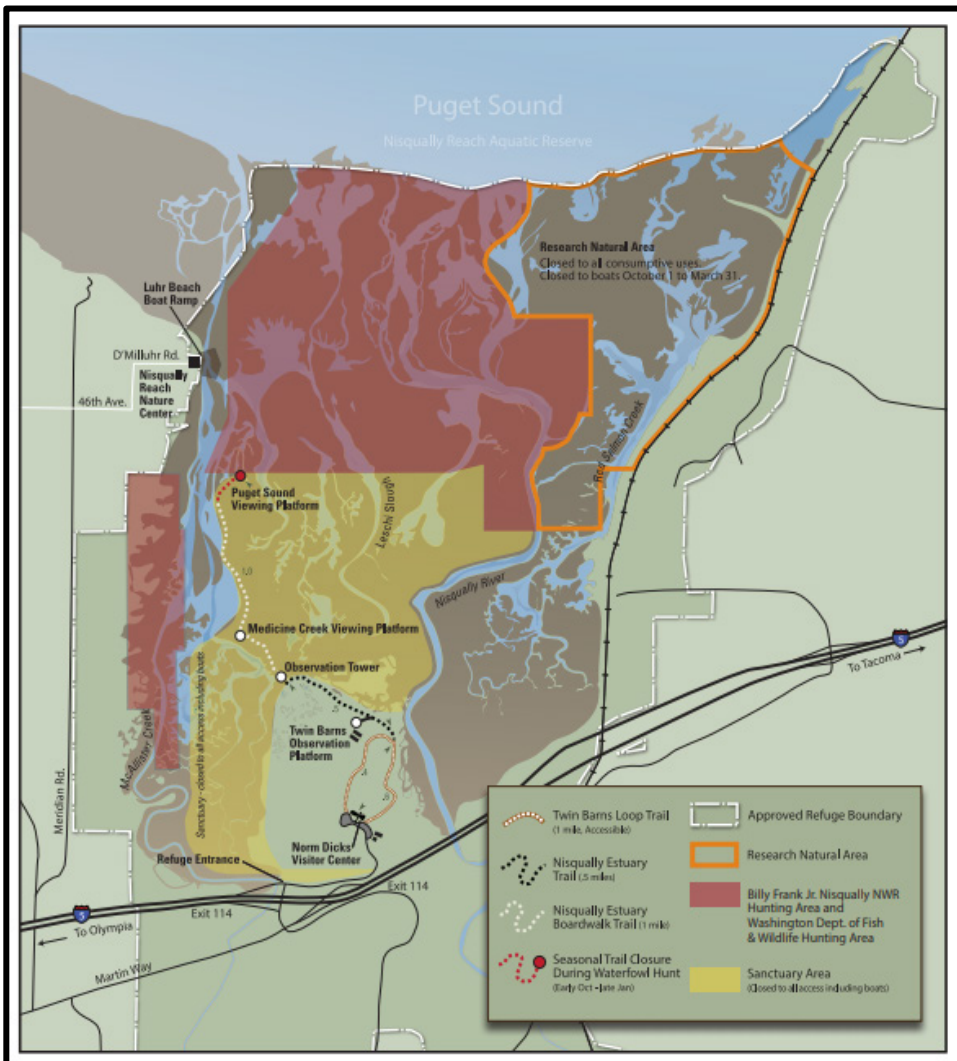 Puget Sound
Nisqually Reach Aquatic Reserve
Research Natural Area
Closed to all consumptive uses.
Closed to boats October 1 to March 31.
Luhr Beach
Boat Ramp
D'Milluhr Rd.
Nisqually
Reach
Nature
Center
46th Ave.
Red Salmon Creek
Puget Sound
Viewing Platform
Leschi Slough
Nisqually River
Medicine Creek Viewing Platform
Observation Tower
Twin Barns
Observation
Platform
McAllister Creek
Sanctuary - closed to all access including boats
Meridian Rd.
5
To Tacoma
Norm Dicks
Visitor Center
Refuge Entrance
Exit 114
Exit 114
5
To Olympia
Martin Way
Twin Barns Loop Trail
(1 mile, Accessible)
Nisqually Estuary
Trail (.5 miles)
Nisqually Estuary
Boardwalk Trail (1 mile)
Seasonal Trail Closure
During Waterfowl Hunt
(Early Oct - late Jan)
Approved Refuge Boundary
Research Natural Area
Billy Frank Jr. Nisqually NWR
Hunting Area and
Washington Dept. of Fish
& Wildlife Hunting Area
Sanctuary Area
(Closed to all access including boats)